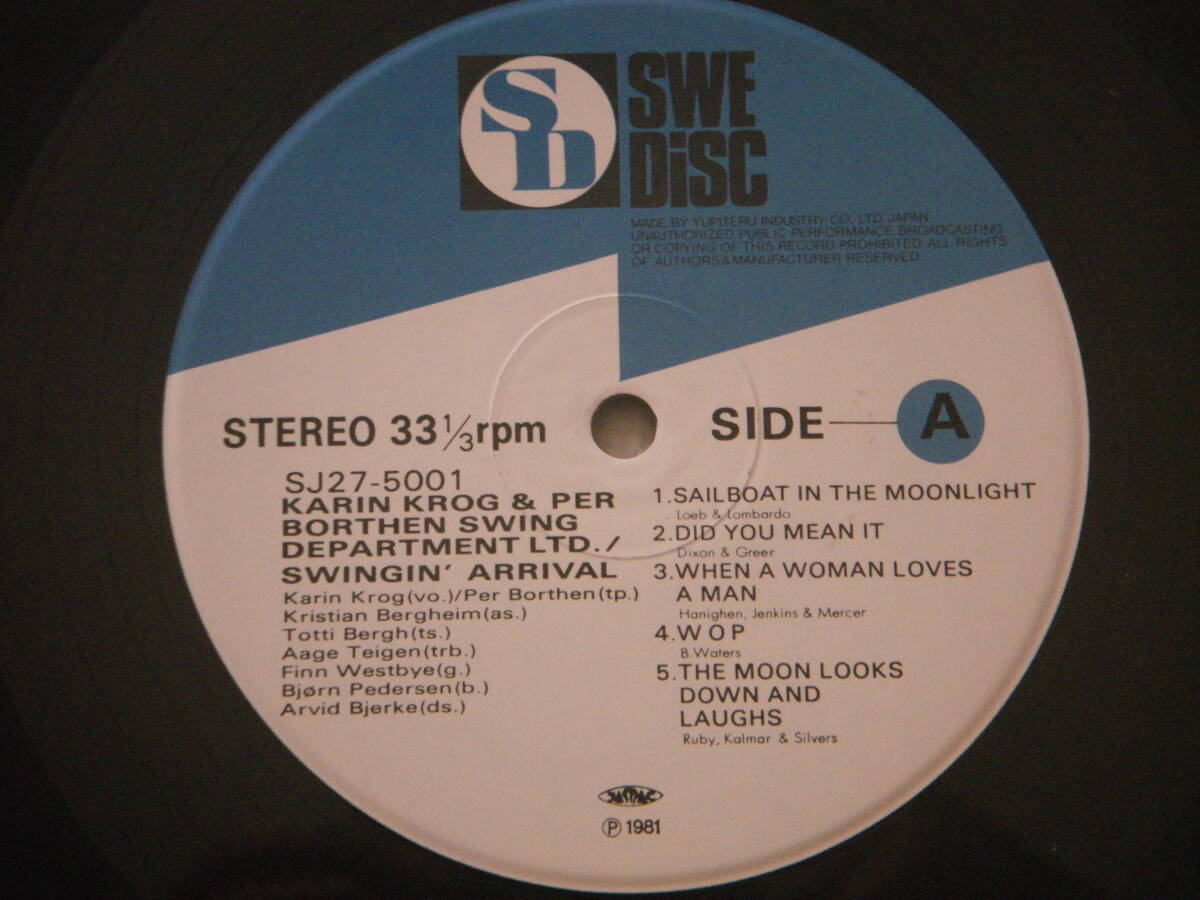 SD
SWE
DiSC
MADE BY YUPITERU INDUSTRY CO., LTD. JAPAN
UNAUTHORIZED PUBLIC PERFORMANCE BROADCASTING
OR COPYING OF THIS RECORD PROHIBITED ALL RIGHTS
OF AUTHORS & MANUFACTURER RESERVED.
STEREO 33 1/3 rpm
SIDE A
SJ27-5001
KARIN KROG & PER
BORTHEN SWING
DEPARTMENT LTD. /
SWINGIN' ARRIVAL
Karin Krog(vo.)/Per Borthen(tp.)
Kristian Bergheim(as.)
Totti Bergh(ts.)
Aage Teigen(trb.)
Finn Westbye(g.)
Bjørn Pedersen(b.)
Arvid Bjerke(ds.)
1.SAILBOAT IN THE MOONLIGHT
Loeb & Lombardo
2.DID YOU MEAN IT
Dixon & Greer
3.WHEN A WOMAN LOVES
A MAN
Hanighen, Jenkins & Mercer
4.W O P
B. Waters
5.THE MOON LOOKS
DOWN AND
LAUGHS
Ruby, Kalmar & Silvers
JASRAC
Ⓟ 1981